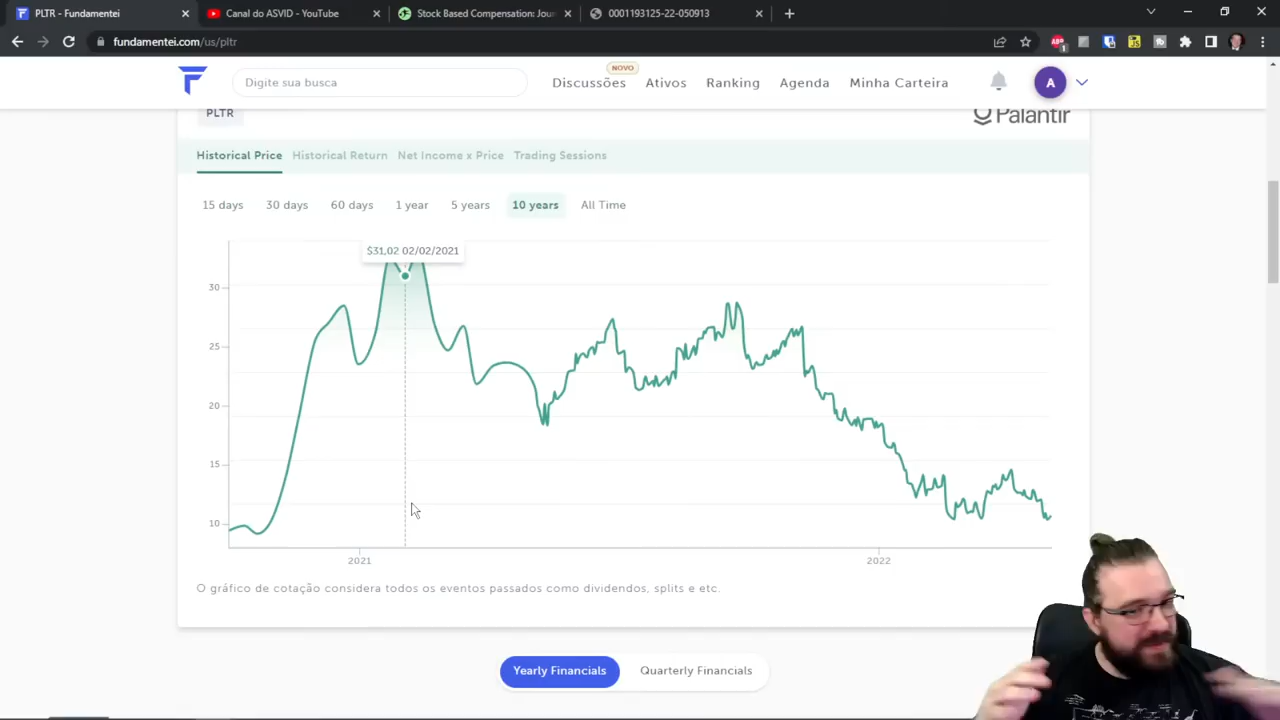 PLTR - Fundamentei
Canal do ASVID - YouTube
Stock Based Compensation: Jour
0001193125-22-050913
fundamentei.com/us/pltr
Digite sua busca
NOVO
Discussões
Ativos
Ranking
Agenda
Minha Carteira
A
PLTR
Palantir
Historical Price
Historical Return
Net Income x Price
Trading Sessions
15 days
30 days
60 days
1 year
5 years
10 years
All Time
$31,02 02/02/2021
30
25
20
15
10
2021
2022
O gráfico de cotação considera todos os eventos passados como dividendos, splits e etc.
Yearly Financials
Quarterly Financials